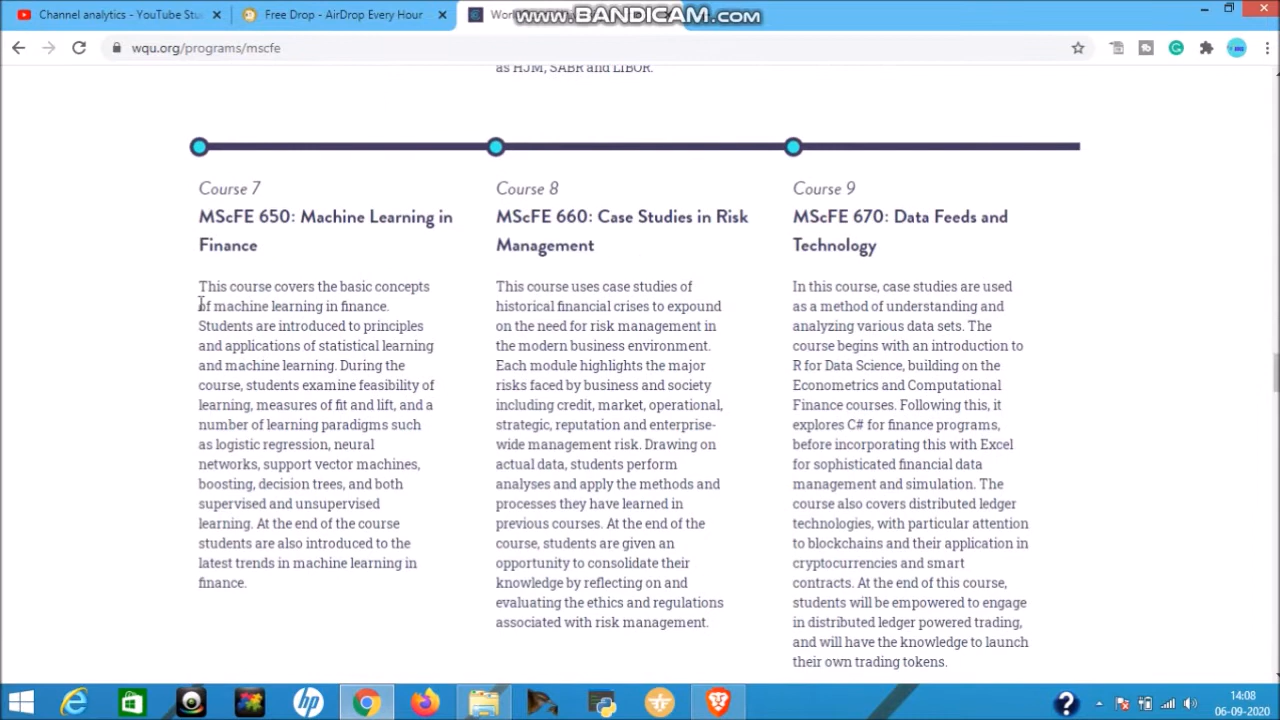 Channel analytics - YouTube Stu
Free Drop - AirDrop Every Hour
www.BANDICAM.com
wqu.org/programs/mscfe
as HJM, SABR and LIBOR.
Course 7
MScFE 650: Machine Learning in
Finance
This course covers the basic concepts
of machine learning in finance.
Students are introduced to principles
and applications of statistical learning
and machine learning. During the
course, students examine feasibility of
learning, measures of fit and lift, and a
number of learning paradigms such
as logistic regression, neural
networks, support vector machines,
boosting, decision trees, and both
supervised and unsupervised
learning. At the end of the course
students are also introduced to the
latest trends in machine learning in
finance.
Course 8
MScFE 660: Case Studies in Risk
Management
This course uses case studies of
historical financial crises to expound
on the need for risk management in
the modern business environment.
Each module highlights the major
risks faced by business and society
including credit, market, operational,
strategic, reputation and enterprise-
wide management risk. Drawing on
actual data, students perform
analyses and apply the methods and
processes they have learned in
previous courses. At the end of the
course, students are given an
opportunity to consolidate their
knowledge by reflecting on and
evaluating the ethics and regulations
associated with risk management.
Course 9
MScFE 670: Data Feeds and
Technology
In this course, case studies are used
as a method of understanding and
analyzing various data sets. The
course begins with an introduction to
R for Data Science, building on the
Econometrics and Computational
Finance courses. Following this, it
explores C# for finance programs,
before incorporating this with Excel
for sophisticated financial data
management and simulation. The
course also covers distributed ledger
technologies, with particular attention
to blockchains and their application in
cryptocurrencies and smart
contracts. At the end of this course,
students will be empowered to engage
in distributed ledger powered trading,
and will have the knowledge to launch
their own trading tokens.
14:08
06-09-2020